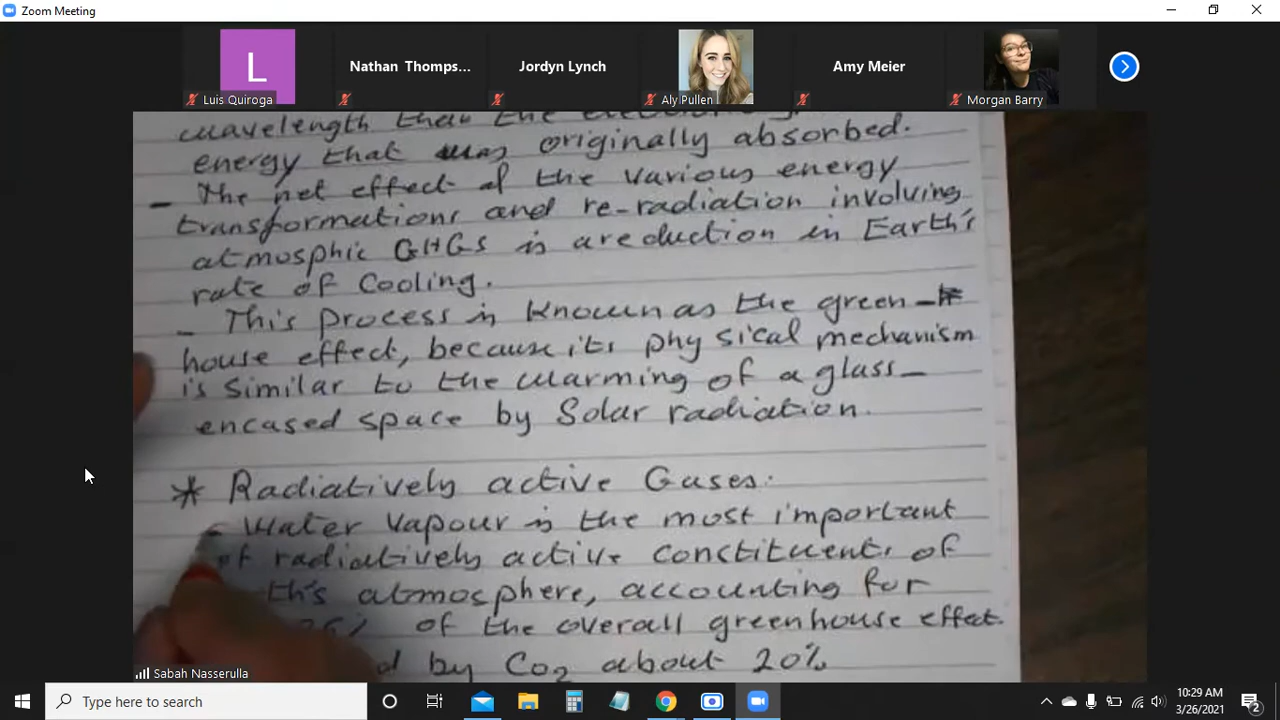 Zoom Meeting
L
Luis Quiroga
Nathan Thomps...
Jordyn Lynch
Aly Pullen
Amy Meier
Morgan Barry
wavelength than the
energy that was originally absorbed.
- The net effect of the various energy
transformations and re-radiation involving
atmosphic GHGs is a reduction in Earth's
rate of Cooling.
- This process is known as the green-
house effect, because its physical mechanism
is similar to the warming of a glass-
encased space by Solar radiation.
* Radiatively active Gases:
- Water Vapour is the most important
of radiatively active constituents of
atmosphere, accounting for
of the overall greenhouse effect.
by Co2 about 20%
Sabah Nasserulla
Type here to search
10:29 AM
3/26/2021
2